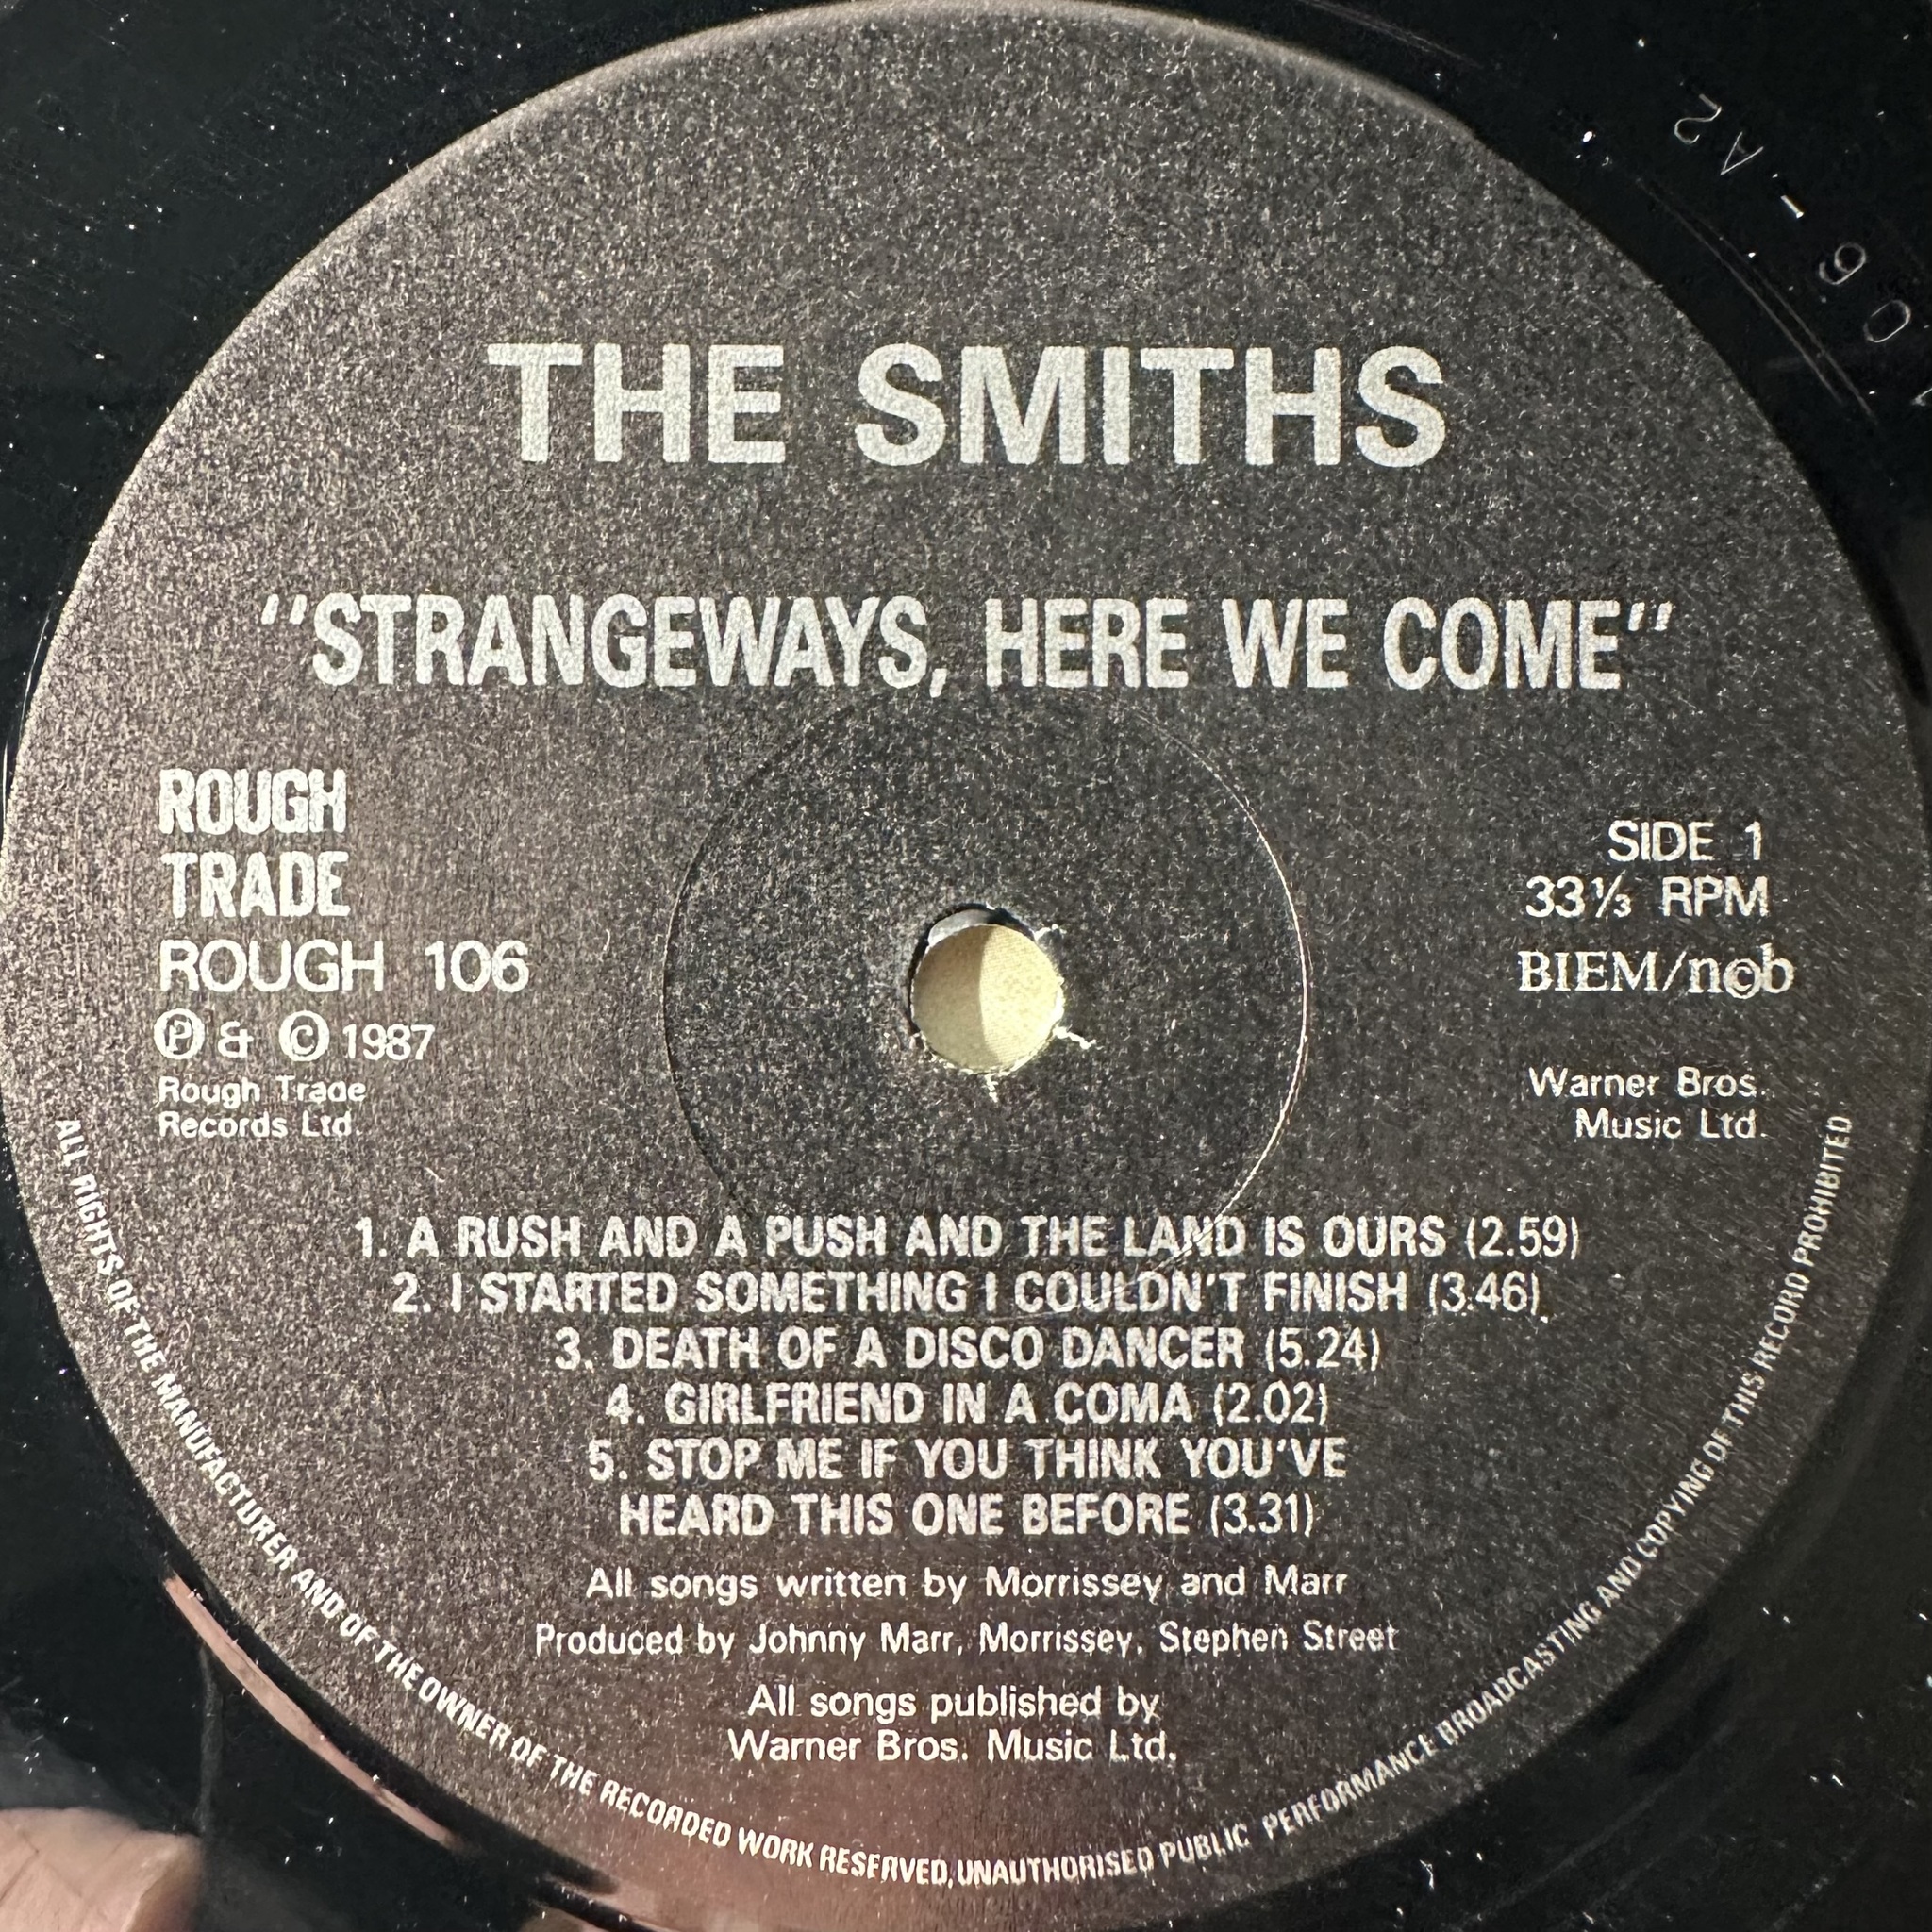 THE SMITHS
"STRANGEWAYS, HERE WE COME"
ROUGH
TRADE
ROUGH 106
Ⓟ & © 1987
Rough Trade
Records Ltd.
SIDE 1
33⅓ RPM
BIEM/ncb
Warner Bros.
Music Ltd.
1. A RUSH AND A PUSH AND THE LAND IS OURS (2.59)
2. I STARTED SOMETHING I COULDN'T FINISH (3.46)
3. DEATH OF A DISCO DANCER (5.24)
4. GIRLFRIEND IN A COMA (2.02)
5. STOP ME IF YOU THINK YOU'VE
HEARD THIS ONE BEFORE (3.31)
All songs written by Morrissey and Marr
Produced by Johnny Marr, Morrissey, Stephen Street
All songs published by
Warner Bros. Music Ltd.
ALL RIGHTS OF THE MANUFACTURER AND OF THE OWNER OF THE RECORDED WORK RESERVED, UNAUTHORISED PUBLIC PERFORMANCE BROADCASTING AND COPYING OF THIS RECORD PROHIBITED